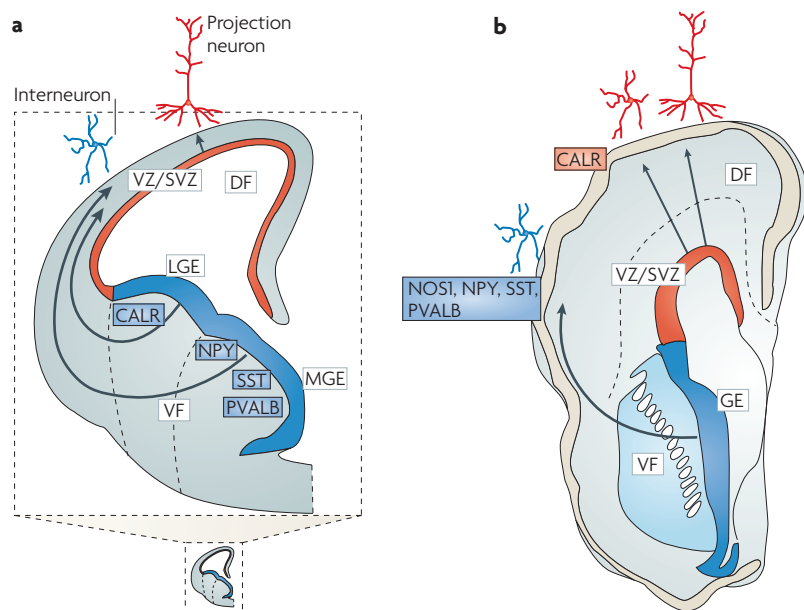 a
Projection
neuron
Interneuron
VZ/SVZ
DF
LGE
CALR
NPY
SST
MGE
PVALB
VF
b
CALR
DF
NOS1, NPY, SST,
PVALB
VZ/SVZ
GE
VF